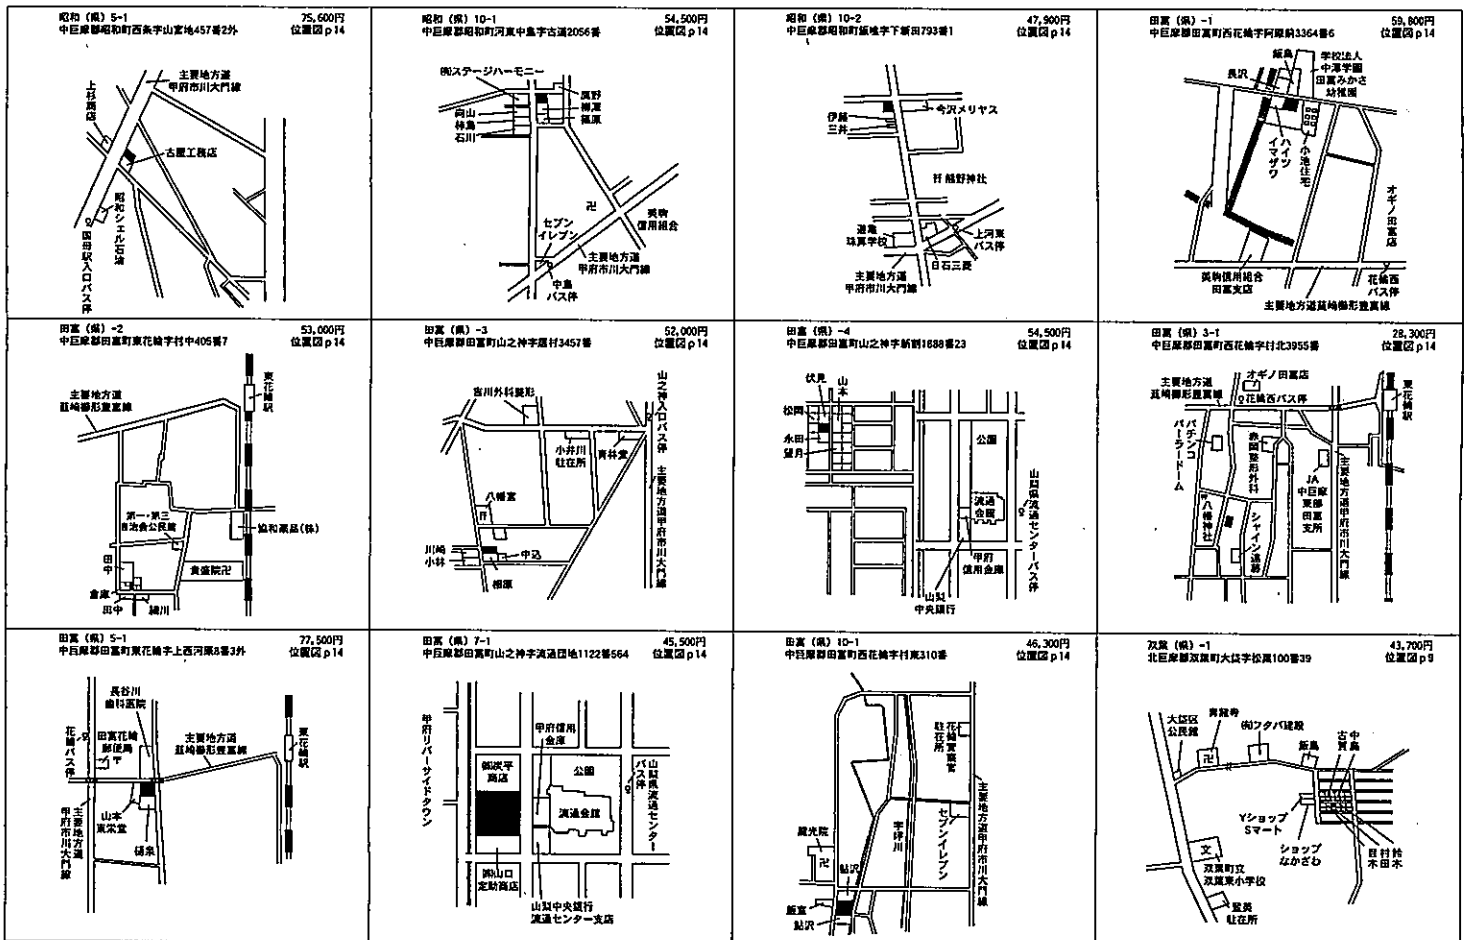 昭和（県）5-1
75,600円
中巨摩郡昭和町西条字山宮地457番2外
位置図p14
主要地方道
甲府市川大門線
上杉商店
古屋工務店
昭和シェル石油
国母駅入口バス停
昭和（県）10-1
54,500円
中巨摩郡昭和町河東中島字古道2056番
位置図p14
㈲ステージハーモニー
向山
柿島
石川
卍
英駒
信用組合
セブン
イレブン
主要地方道
甲府市川大門線
中島
バス停
昭和（県）10-2
47,900円
中巨摩郡昭和町飯喰字下新田793番1
位置図p14
今沢メリヤス
伊藤
三井
熊野神社
珠算学校
上河東
バス停
日石三菱
主要地方道
甲府市川大門線
田富（県）-1
59,800円
中巨摩郡田富町西花輪字阿原前3364番6
位置図p14
飯島
学校法人
中澤学園
田富みかさ
幼稚園
長沢
ハイツ
イマザワ
小池住宅
オギノ田富店
英駒信用組合
田富支店
花輪西
バス停
主要地方道韮崎櫛形豊富線
田富（県）-2
53,000円
中巨摩郡田富町東花輪字村中405番7
位置図p14
東花輪駅
主要地方道
韮崎櫛形豊富線
第一・第三
自治会公民館
協和薬品(株)
田中
倉庫
田中
田富（県）-3
52,000円
中巨摩郡田富町山之神字居村3457番
位置図p14
山之神入口バス停
宮川外科整形
小井川
駐在所
青林堂
八幡宮
主要地方道甲府市川大門線
川崎
小林
中込
相原
田富（県）-4
54,500円
中巨摩郡田富町山之神字新割1688番23
位置図p14
伏見
山本
松岡
永田
望月
公園
流通
会館
山梨県流通センターバス停
甲府
信用金庫
山梨
中央銀行
田富（県）3-1
28,300円
中巨摩郡田富町西花輪字村北3955番
位置図p14
主要地方道
韮崎櫛形豊富線
オギノ田富店
花輪西バス停
東花輪駅
パチンコ
パーラードーム
赤岡整形外科
JA
中巨摩
東部
田富
支所
八幡神社
主要地方道甲府市川大門線
田富（県）5-1
77,500円
中巨摩郡田富町東花輪字上西河原8番3外
位置図p14
長谷川
歯科医院
花輪バス停
田富花輪
郵便局
〒
主要地方道
韮崎櫛形豊富線
東花輪駅
山本
東栄堂
主要地方道
甲府市川大門線
田富（県）7-1
45,500円
中巨摩郡田富町山之神字流通団地1122番564
位置図p14
甲府リバーサイドタウン
甲府信用
金庫
㈱炭平
商店
公園
流通会館
山梨県流通センター
バス停
㈱山口
定助商店
山梨中央銀行
流通センター支店
田富（県）10-1
46,300円
中巨摩郡田富町西花輪字村東310番
位置図p14
花輪警察官
駐在所
主要地方道甲府市川大門線
セブンイレブン
卍
鮎沢
飯室
鮎沢
双葉（県）-1
43,700円
北巨摩郡双葉町大垈字松葉100番39
位置図p9
大垈区
公民館
卍
㈲フタバ建設
飯島
古賀
中島
Yショップ
Sマート
ショップ
なかざわ
村田
鈴木
文
双葉町立
双葉東小学校
登美
駐在所